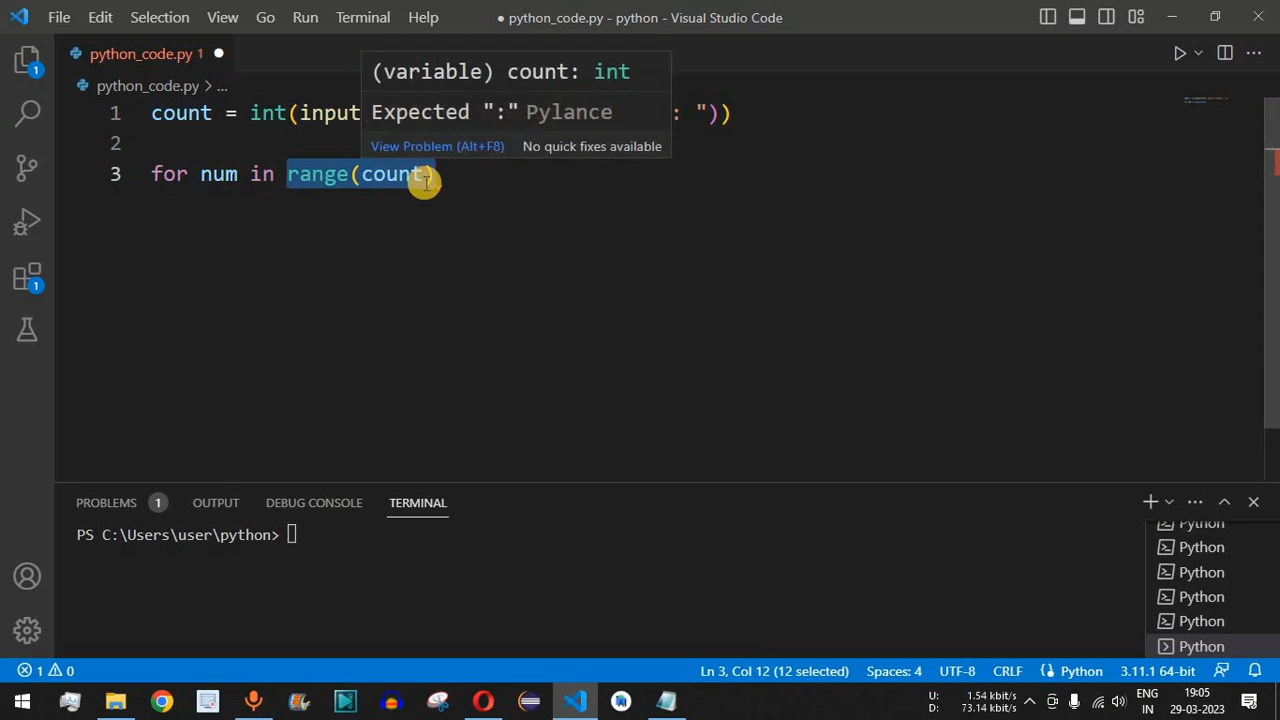 File Edit Selection View Go Run Terminal Help ● python_code.py - python - Visual Studio Code
python_code.py 1
python_code.py > ...
(variable) count: int
Expected ":" Pylance
View Problem (Alt+F8) No quick fixes available
1 count = int(input : "))
2
3 for num in range(count)
PROBLEMS 1 OUTPUT DEBUG CONSOLE TERMINAL
PS C:\Users\user\python>
Python
Python
Python
Python
Python
Python
1 0 Ln 3, Col 12 (12 selected) Spaces: 4 UTF-8 CRLF Python 3.11.1 64-bit
U: 1.54 kbit/s
D: 73.14 kbit/s
ENG
IN
19:05
29-03-2023
1
1